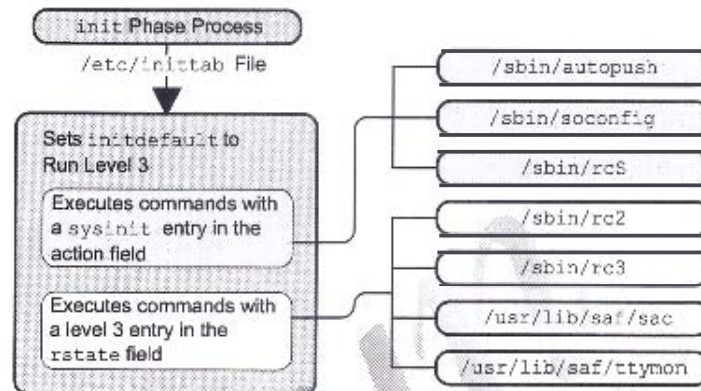 init Phase Process
/etc/inittab File
Sets initdefault to
Run Level 3
Executes commands with
a sysinit entry in the
action field
Executes commands with
a level 3 entry in the
rstate field
/sbin/autopush
/sbin/soconfig
/sbin/rcS
/sbin/rc2
/sbin/rc3
/usr/lib/saf/sac
/usr/lib/saf/ttymon